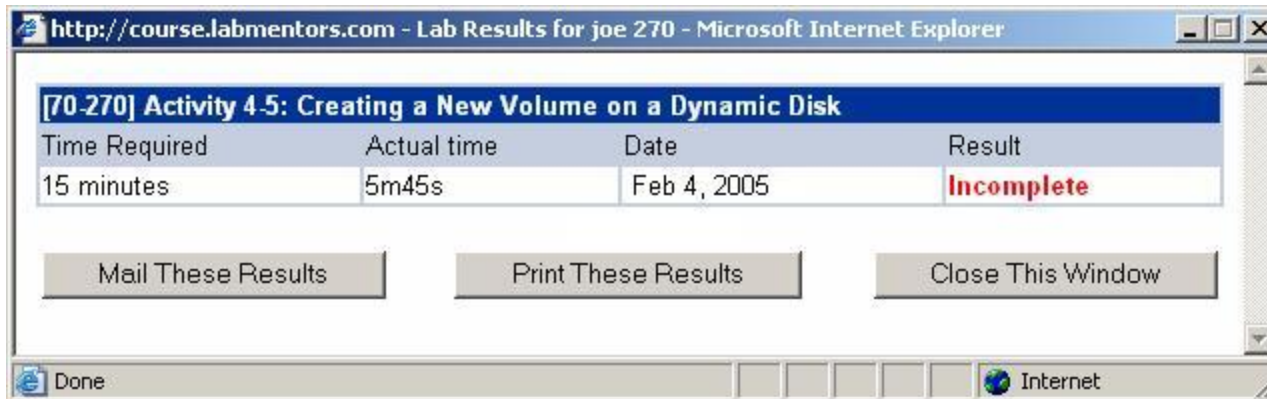 http://course.labmentors.com - Lab Results for joe 270 - Microsoft Internet Explorer
[70-270] Activity 4-5: Creating a New Volume on a Dynamic Disk
Time Required Actual time Date Result
15 minutes 5m45s Feb 4, 2005 Incomplete
Mail These Results Print These Results Close This Window
Done Internet